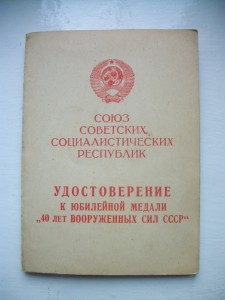 СОЮЗ
СОВЕТСКИХ
СОЦИАЛИСТИЧЕСКИХ
РЕСПУБЛИК
УДОСТОВЕРЕНИЕ
К ЮБИЛЕЙНОЙ МЕДАЛИ
„40 ЛЕТ ВООРУЖЕННЫХ СИЛ СССР“